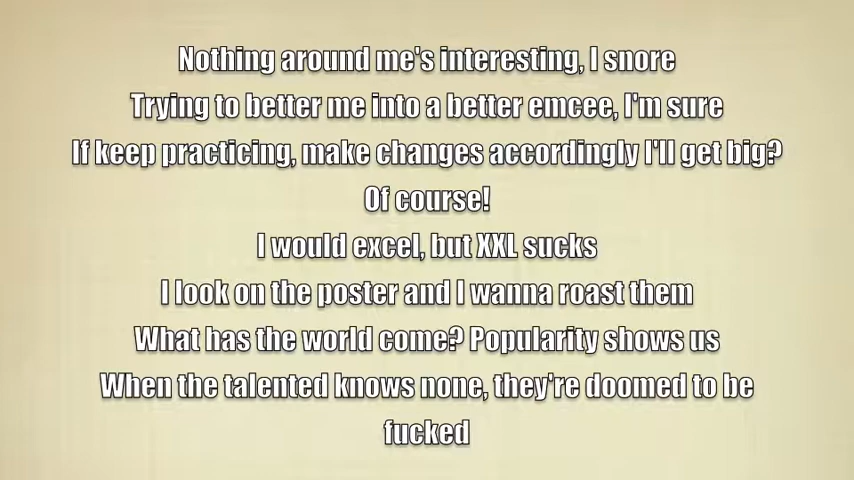 Nothing around me's interesting, I snore
Trying to better me into a better emcee, I'm sure
If keep practicing, make changes accordingly I'll get big?
Of course!
I would excel, but XXL sucks
I look on the poster and I wanna roast them
What has the world come? Popularity shows us
When the talented knows none, they're doomed to be
fucked